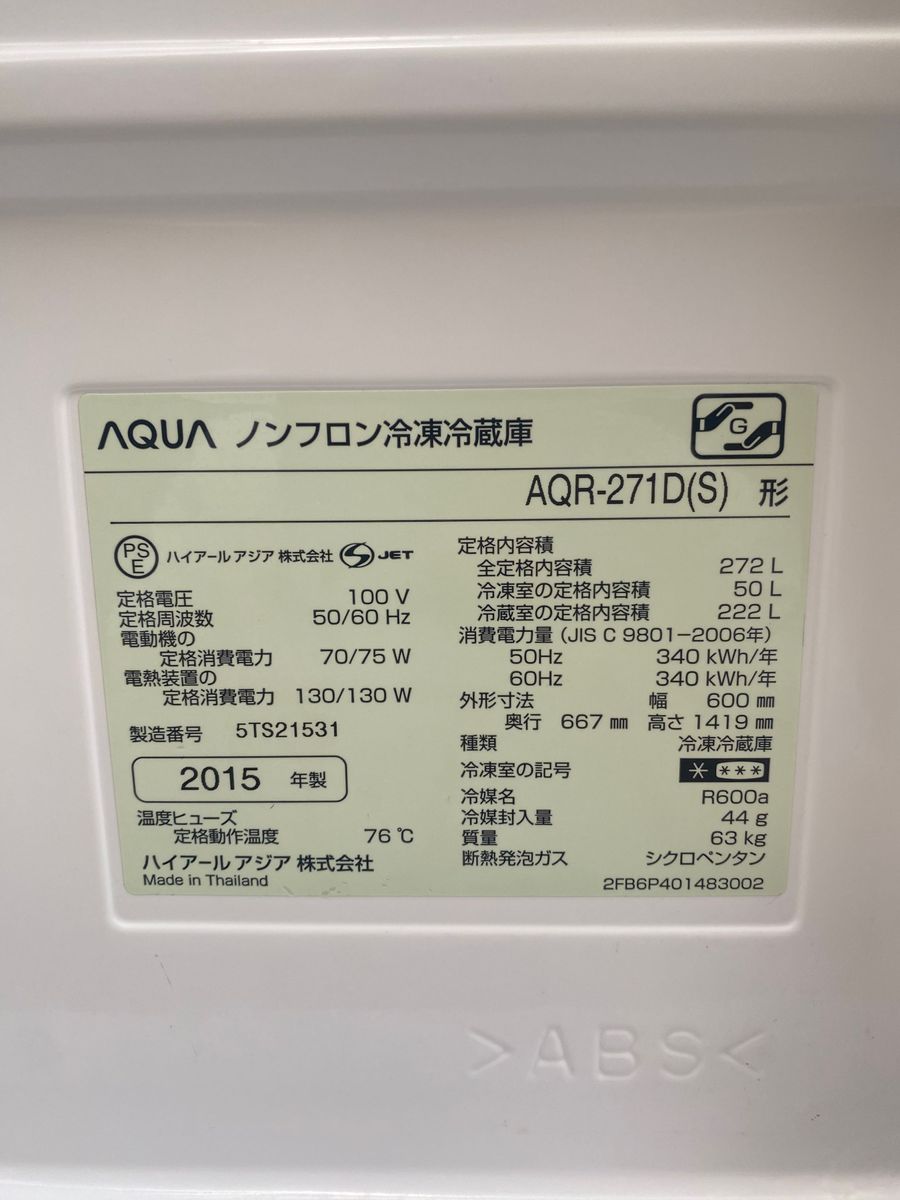 AQUA ノンフロン冷凍冷蔵庫
G
AQR-271D(S) 形
PS
E
ハイアール アジア 株式会社 S JET
定格電圧 100 V
定格周波数 50/60 Hz
電動機の
定格消費電力 70/75 W
電熱装置の
定格消費電力 130/130 W
製造番号 5TS21531
2015 年製
温度ヒューズ
定格動作温度 76 ℃
ハイアール アジア 株式会社
Made in Thailand
定格内容積
全定格内容積 272 L
冷凍室の定格内容積 50 L
冷蔵室の定格内容積 222 L
消費電力量 (JIS C 9801-2006年)
50Hz 340 kWh/年
60Hz 340 kWh/年
外形寸法 幅 600 ㎜
奥行 667 ㎜ 高さ 1419 ㎜
種類 冷凍冷蔵庫
冷凍室の記号 * ***
冷媒名 R600a
冷媒封入量 44 g
質量 63 kg
断熱発泡ガス シクロペンタン
2FB6P401483002
>ABS<